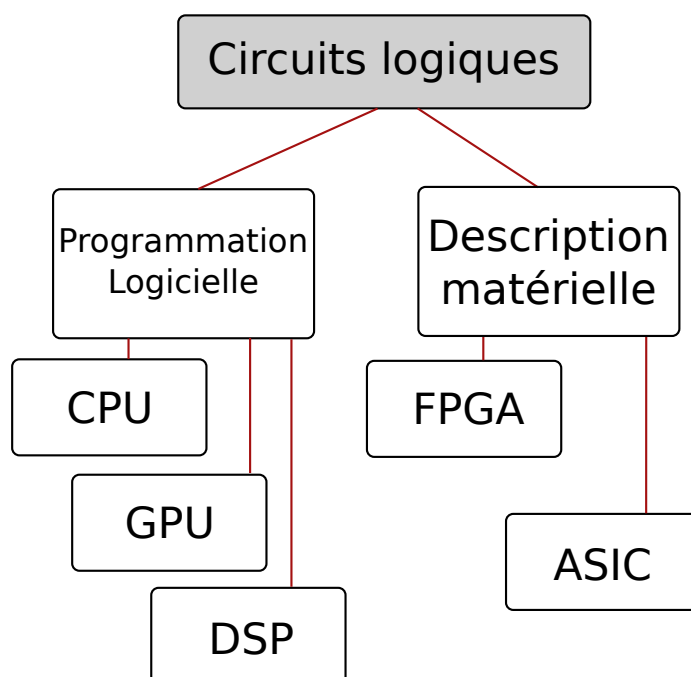 Circuits logiques
Programmation
Logicielle
Description
matérielle
CPU
FPGA
GPU
ASIC
DSP